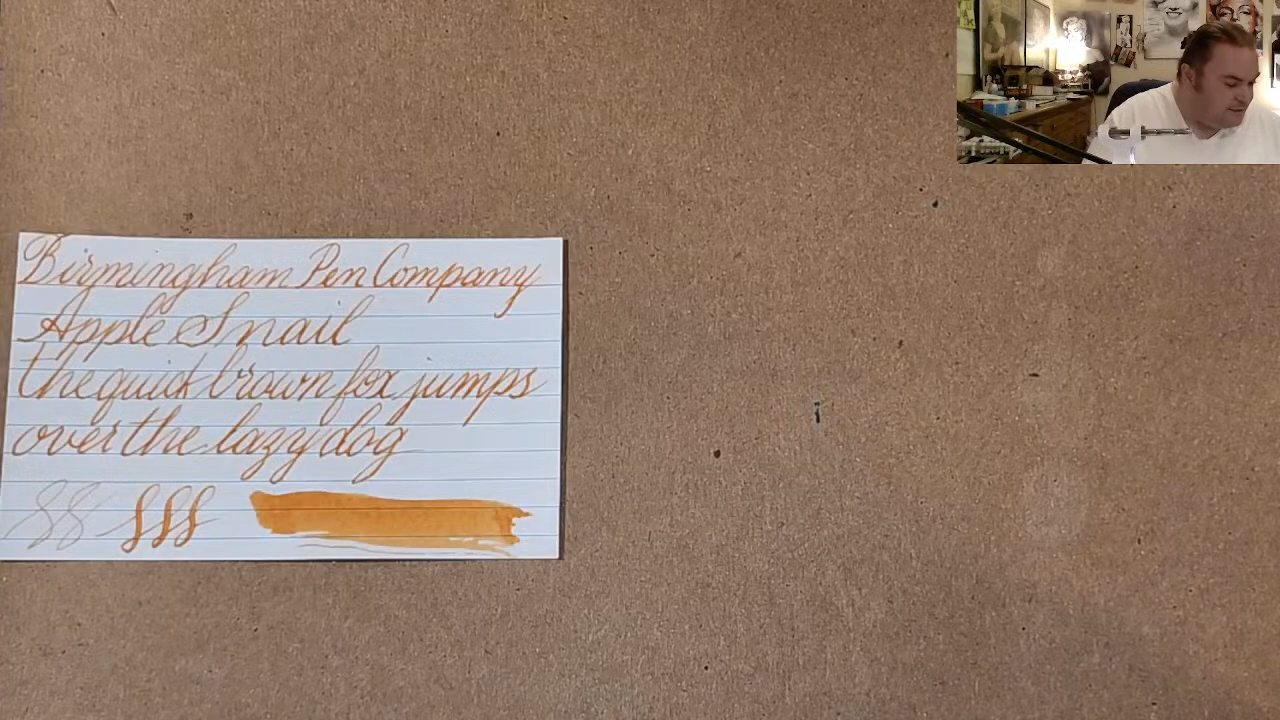 Birmingham Pen Company
Apple Snail
the quick brown fox jumps
over the lazy dog